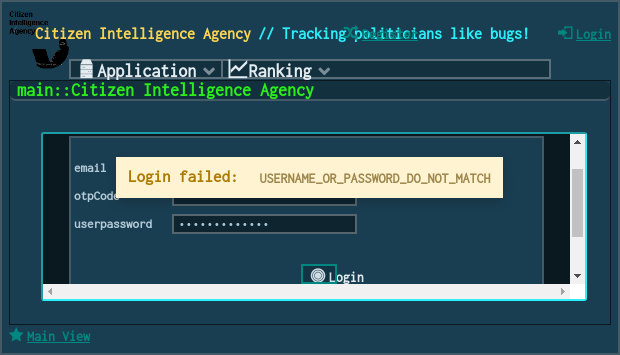 Citizen
Intelligence
Agency
Citizen Intelligence Agency // Tracking politicians like bugs!
Login
Application Ranking
main::Citizen Intelligence Agency
email
Login failed: USERNAME_OR_PASSWORD_DO_NOT_MATCH
otpCode
userpassword •••••••••••••
Login
Main View